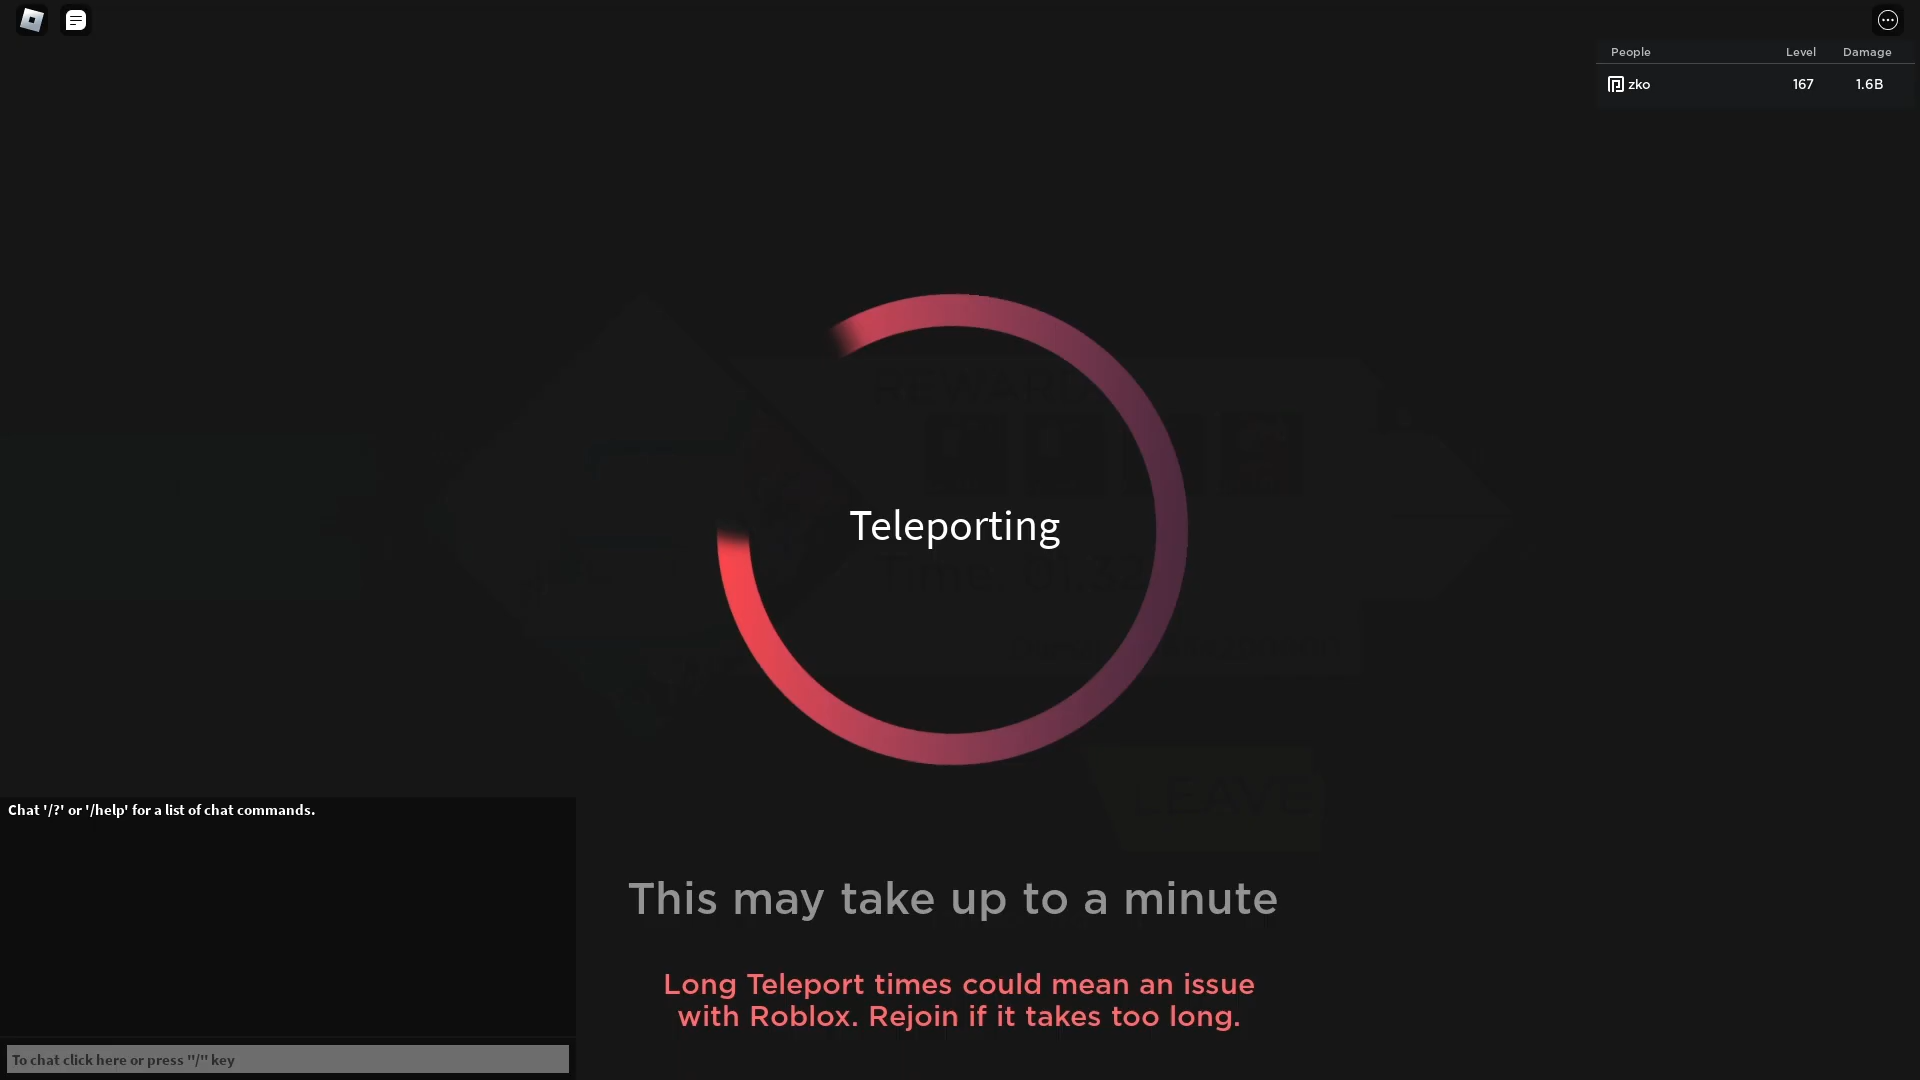 People Level Damage
zko 167 1.6B
REWARD
Teleporting
LEAVE
Chat '/?' or '/help' for a list of chat commands.
This may take up to a minute
Long Teleport times could mean an issue
with Roblox. Rejoin if it takes too long.
To chat click here or press "/" key